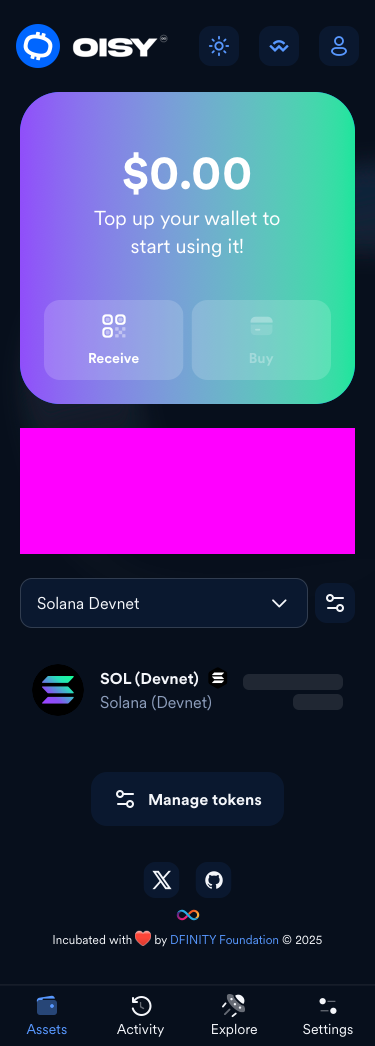 OISY
$0.00
Top up your wallet to
start using it!
Receive
Buy
Solana Devnet
SOL (Devnet)
Solana (Devnet)
Manage tokens
Incubated with ❤️ by DFINITY Foundation © 2025
Assets
Activity
Explore
Settings